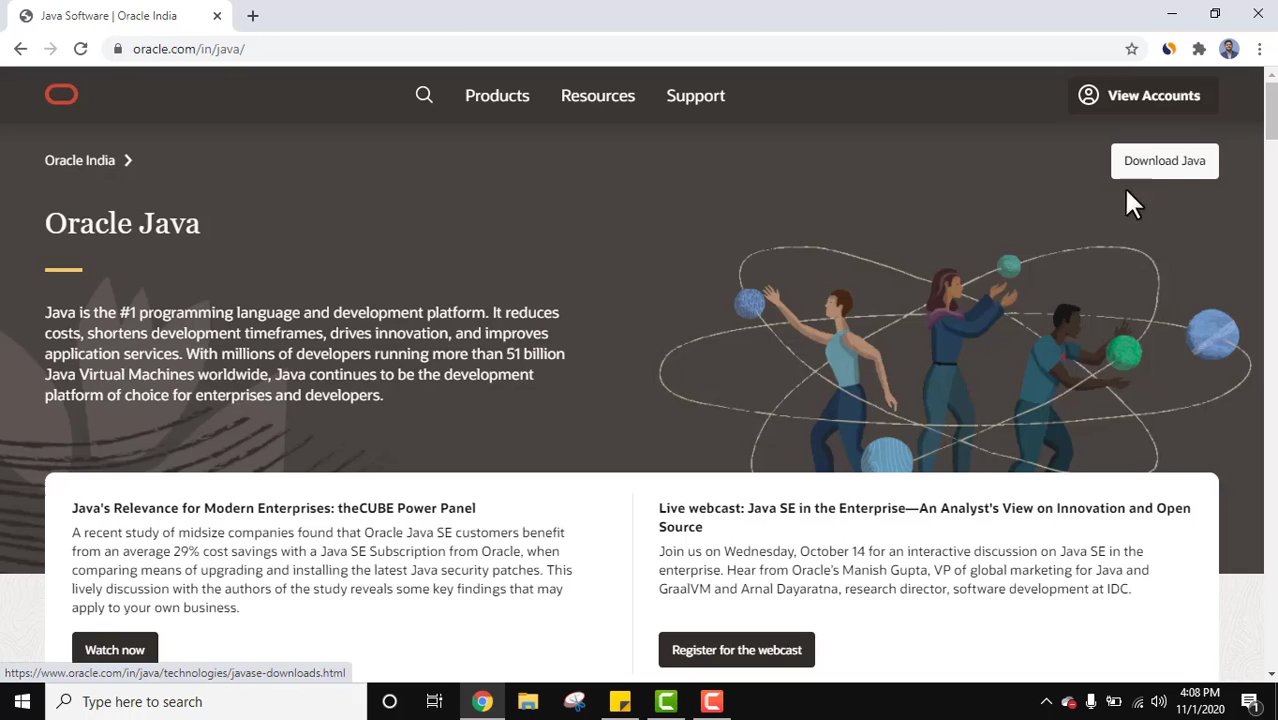 Java Software | Oracle India
oracle.com/in/java/
Products Resources Support
View Accounts
Oracle India
Download Java
Oracle Java
Java is the #1 programming language and development platform. It reduces
costs, shortens development timeframes, drives innovation, and improves
application services. With millions of developers running more than 51 billion
Java Virtual Machines worldwide, Java continues to be the development
platform of choice for enterprises and developers.
Java's Relevance for Modern Enterprises: theCUBE Power Panel
A recent study of midsize companies found that Oracle Java SE customers benefit
from an average 29% cost savings with a Java SE Subscription from Oracle, when
comparing means of upgrading and installing the latest Java security patches. This
lively discussion with the authors of the study reveals some key findings that may
apply to your own business.
Watch now
Live webcast: Java SE in the Enterprise—An Analyst's View on Innovation and Open
Source
Join us on Wednesday, October 14 for an interactive discussion on Java SE in the
enterprise. Hear from Oracle's Manish Gupta, VP of global marketing for Java and
GraalVM and Arnal Dayaratna, research director, software development at IDC.
Register for the webcast
https://www.oracle.com/in/java/technologies/javase-downloads.html
Type here to search
4:08 PM
11/1/2020
1